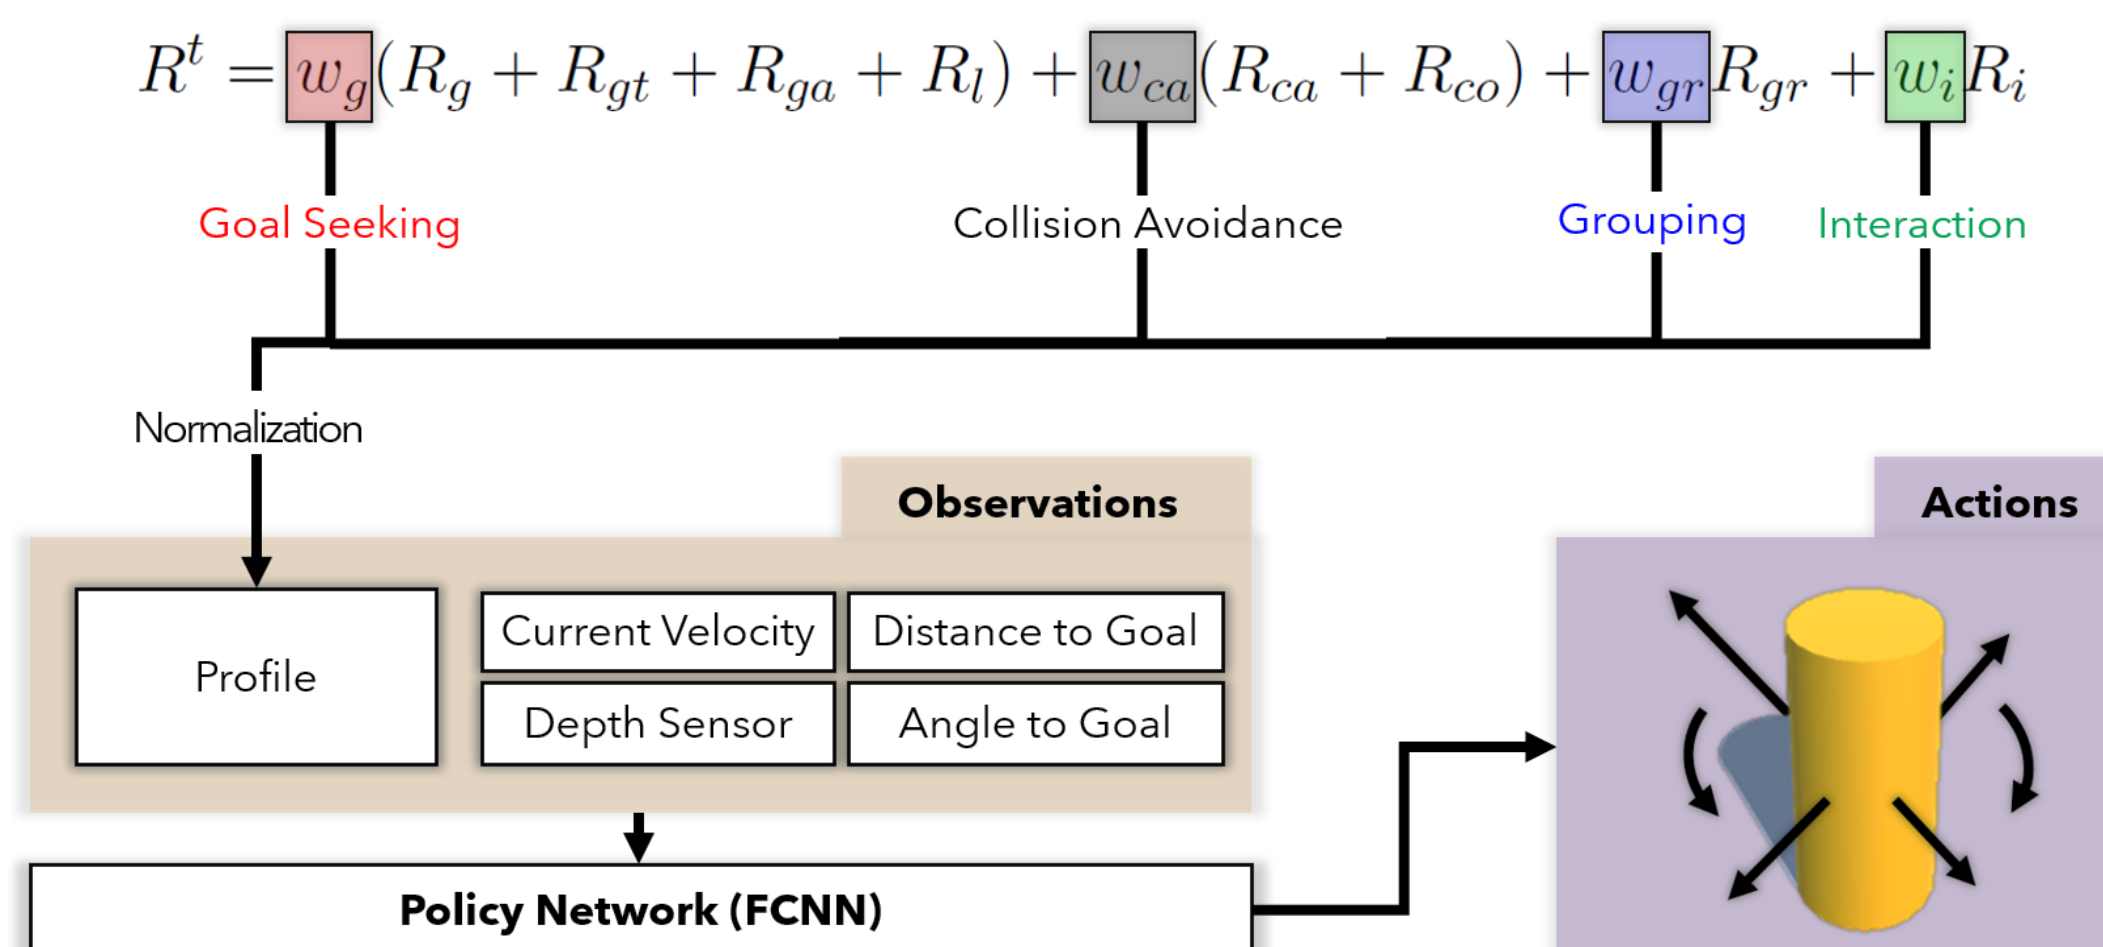 R^t = w_g(R_g + R_gt + R_ga + R_l) + w_ca(R_ca + R_co) + w_gr R_gr + w_i R_i
Goal Seeking Collision Avoidance Grouping Interaction
Normalization
Observations
Actions
Profile
Current Velocity
Distance to Goal
Depth Sensor
Angle to Goal
Policy Network (FCNN)